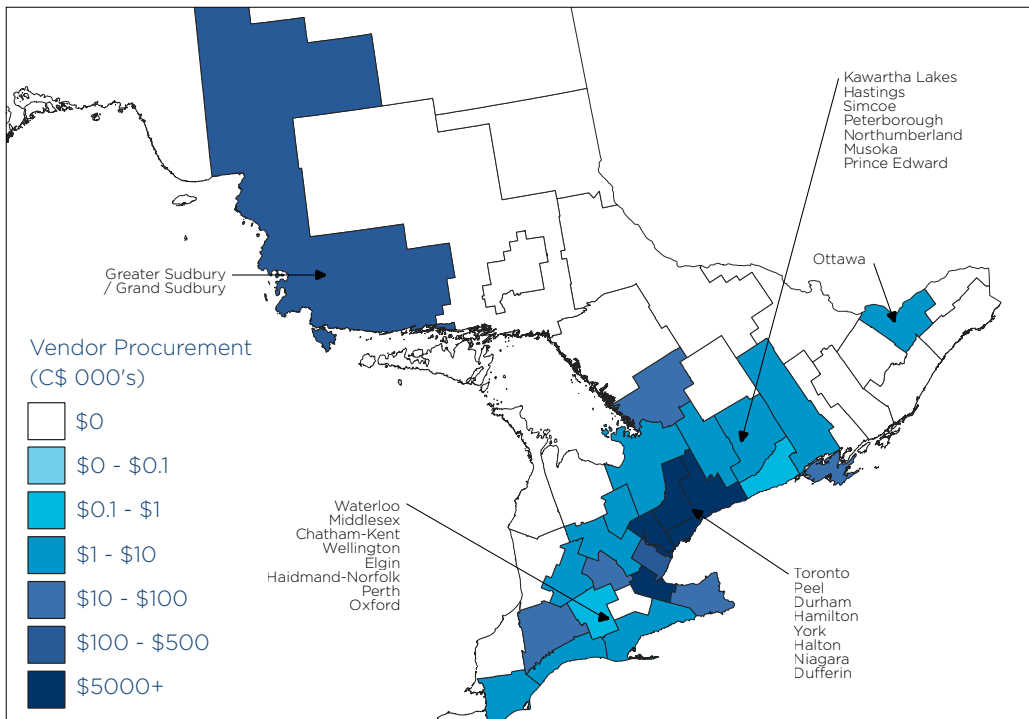 Kawartha Lakes
Hastings
Simcoe
Peterborough
Northumberland
Musoka
Prince Edward
Ottawa
Greater Sudbury
/ Grand Sudbury
Vendor Procurement
(C$ 000's)
$0
$0 - $0.1
$0.1 - $1
$1 - $10
$10 - $100
$100 - $500
$5000+
Waterloo
Middlesex
Chatham-Kent
Wellington
Elgin
Haidmand-Norfolk
Perth
Oxford
Toronto
Peel
Durham
Hamilton
York
Halton
Niagara
Dufferin